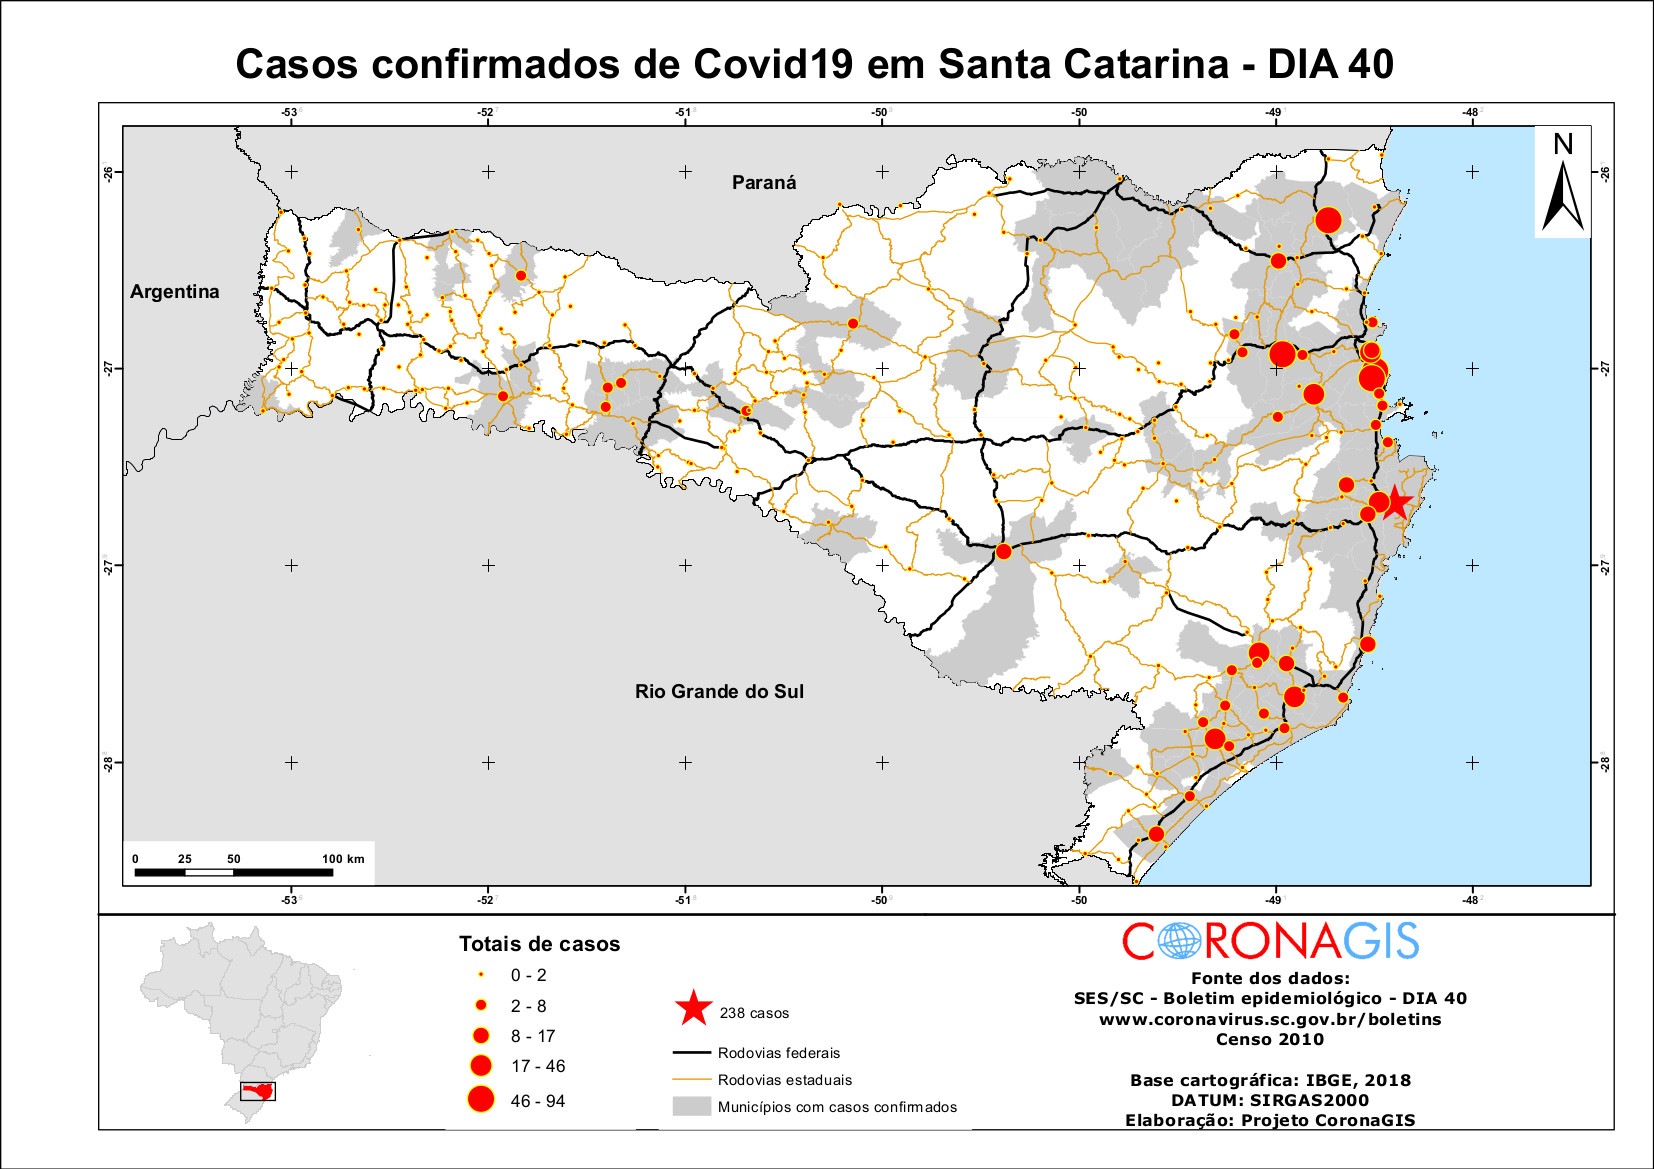 Casos confirmados de Covid19 em Santa Catarina - DIA 40
-53 -52 -51 -50 -50 -49 -48
-26 -26
N
Paraná
Argentina
-27 -27
-27 -27
Rio Grande do Sul
-28 -28
0 25 50 100 km
-53 -52 -51 -50 -50 -49 -48
Totais de casos
0 - 2
2 - 8
8 - 17
17 - 46
46 - 94
238 casos
Rodovias federais
Rodovias estaduais
Municípios com casos confirmados
CORONAGIS
Fonte dos dados:
SES/SC - Boletim epidemiológico - DIA 40
www.coronavirus.sc.gov.br/boletins
Censo 2010
Base cartográfica: IBGE, 2018
DATUM: SIRGAS2000
Elaboração: Projeto CoronaGIS